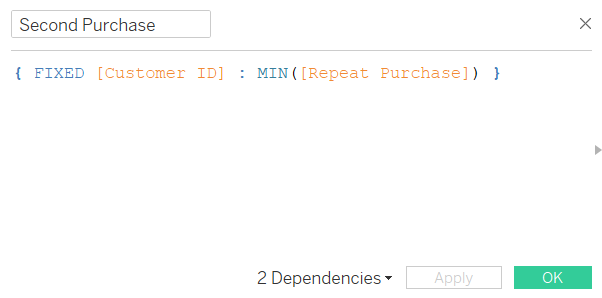 Second Purchase
{ FIXED [Customer ID] : MIN([Repeat Purchase]) }
2 Dependencies Apply OK